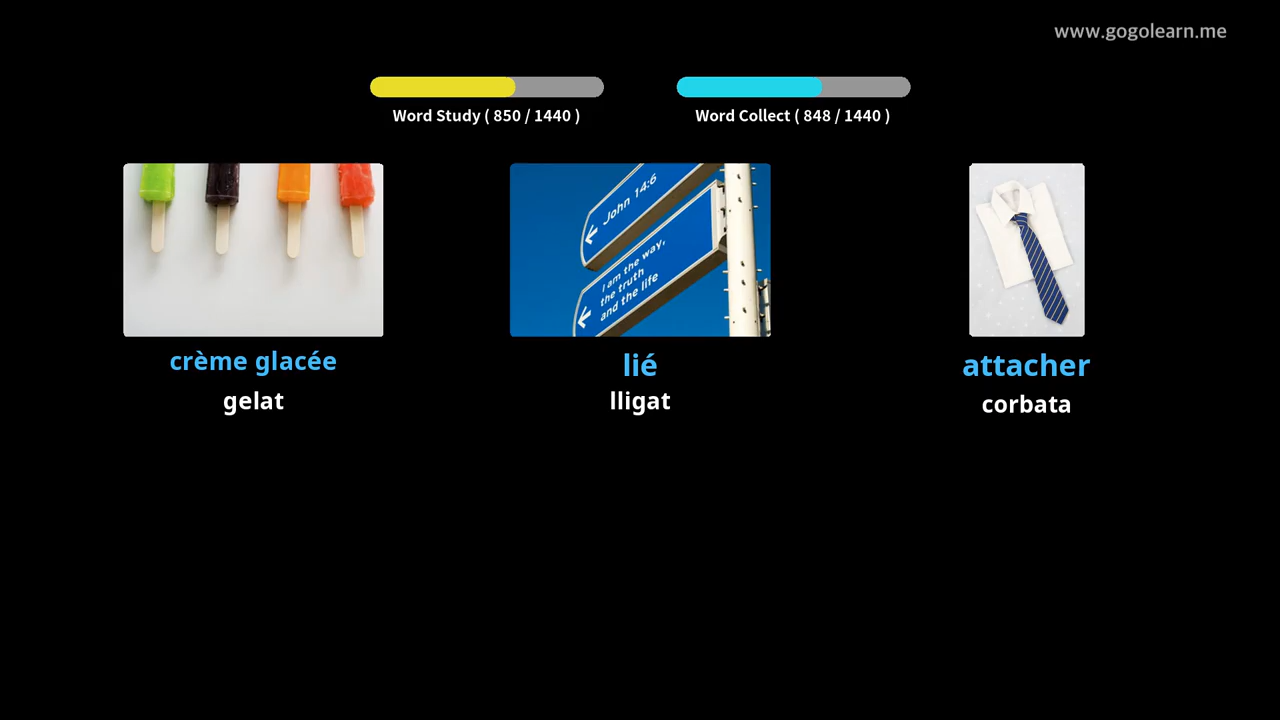 www.gogolearn.me
Word Study ( 850 / 1440 )
Word Collect ( 848 / 1440 )
John 14:6
I am the way,
the truth
and the life
crème glacée
lié
attacher
gelat
lligat
corbata